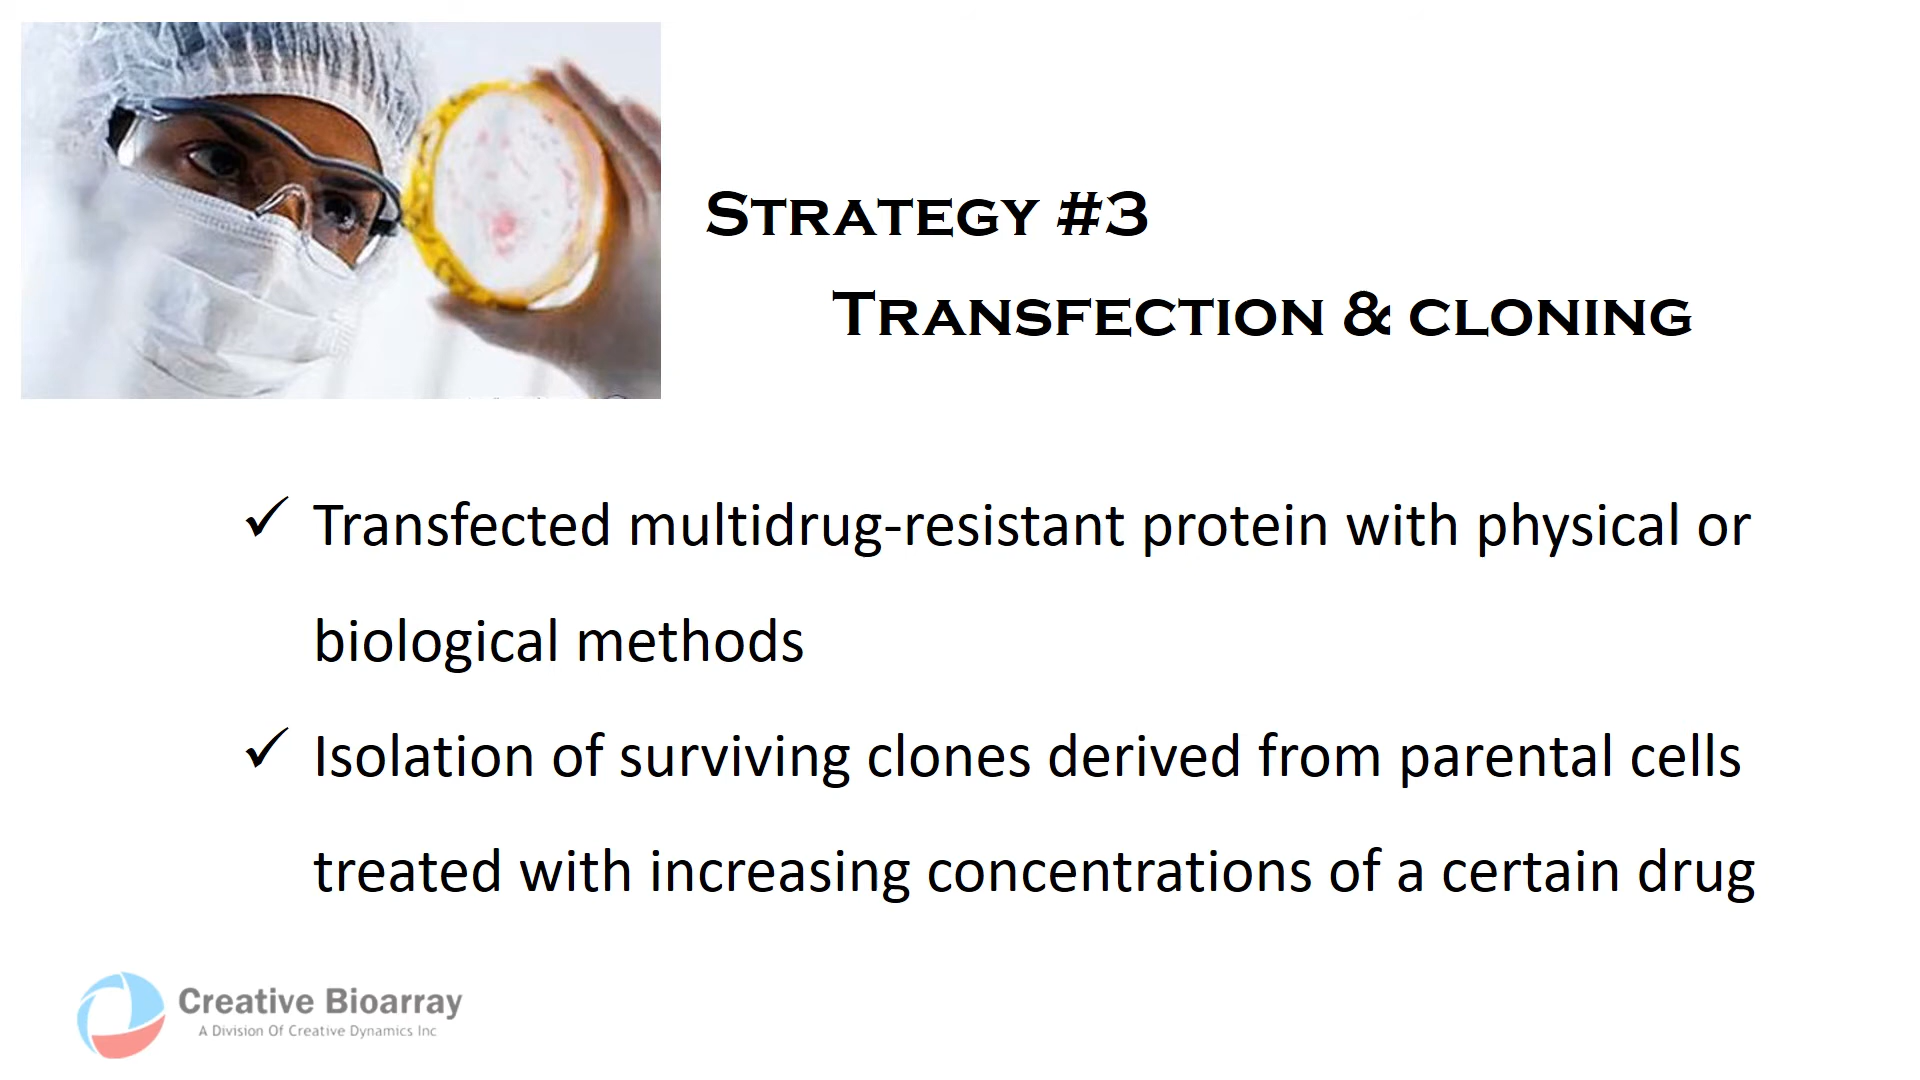 Strategy #3
Transfection & cloning
✓ Transfected multidrug-resistant protein with physical or
biological methods
✓ Isolation of surviving clones derived from parental cells
treated with increasing concentrations of a certain drug
Creative Bioarray
A Division Of Creative Dynamics Inc